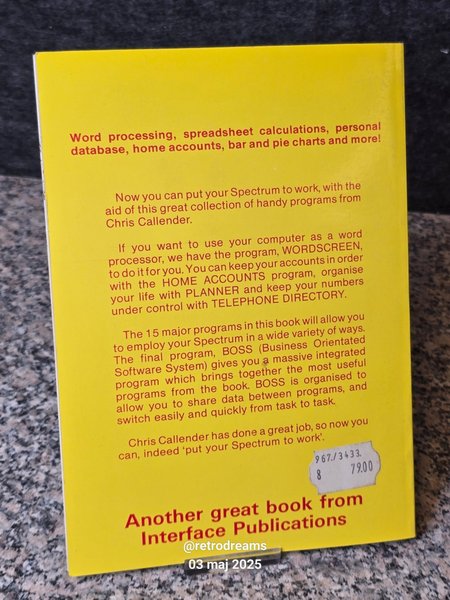 Word processing, spreadsheet calculations, personal
database, home accounts, bar and pie charts and more!
Now you can put your Spectrum to work, with the
aid of this great collection of handy programs from
Chris Callender.
If you want to use your computer as a word
processor, we have the program, WORDSCREEN,
to do it for you. You can keep your accounts in order
with the HOME ACCOUNTS program, organise
your life with PLANNER and keep your numbers
under control with TELEPHONE DIRECTORY.
The 15 major programs in this book will allow you
to employ your Spectrum in a wide variety of ways.
The final program, BOSS (Business Orientated
Software System) gives you a massive integrated
program which brings together the most useful
programs from the book. BOSS is organised to
allow you to share data between programs, and
switch easily and quickly from task to task.
Chris Callender has done a great job, so now you
can, indeed 'put your Spectrum to work'.
967./3433.
8 79.00
Another great book from
Interface Publications
@retrodreams
03 maj 2025